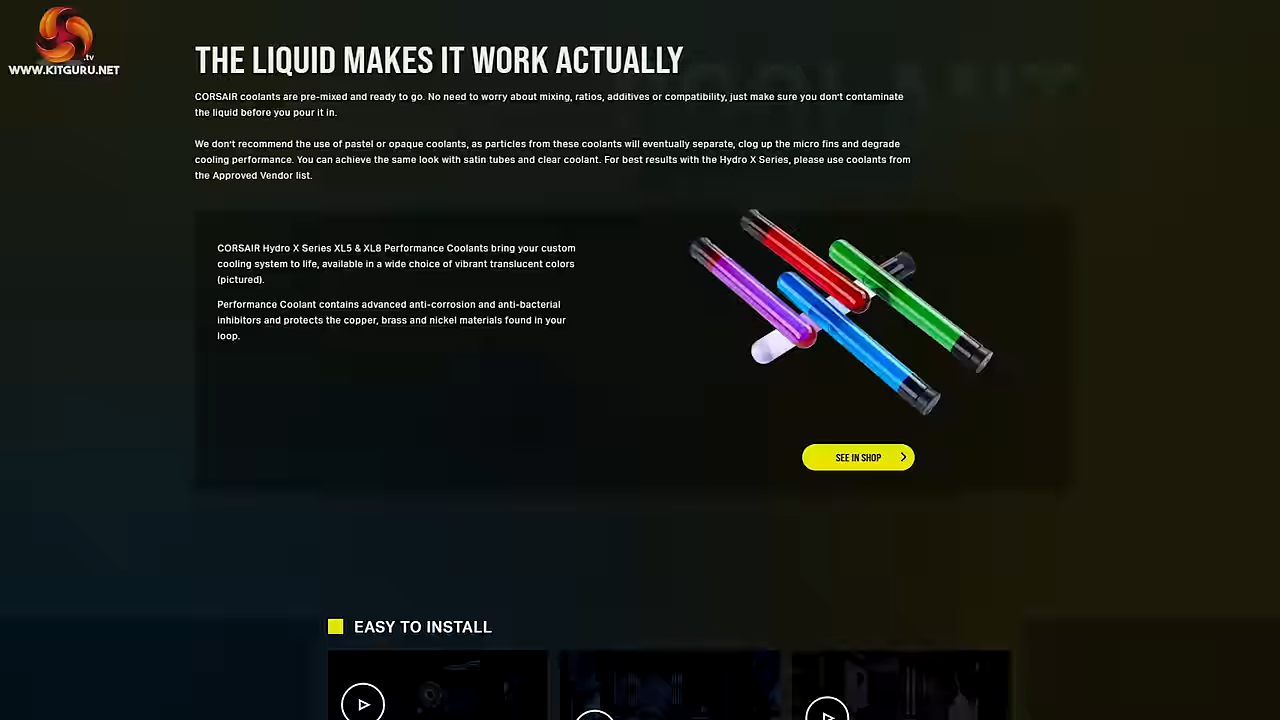 .tv
WWW.KITGURU.NET
THE LIQUID MAKES IT WORK ACTUALLY
CORSAIR coolants are pre-mixed and ready to go. No need to worry about mixing, ratios, additives or compatibility, just make sure you don't contaminate
the liquid before you pour it in.
We don't recommend the use of pastel or opaque coolants, as particles from these coolants will eventually separate, clog up the micro fins and degrade
cooling performance. You can achieve the same look with satin tubes and clear coolant. For best results with the Hydro X Series, please use coolants from
the Approved Vendor list.
CORSAIR Hydro X Series XL5 & XL8 Performance Coolants bring your custom
cooling system to life, available in a wide choice of vibrant translucent colors
(pictured).
Performance Coolant contains advanced anti-corrosion and anti-bacterial
inhibitors and protects the copper, brass and nickel materials found in your
loop.
SEE IN SHOP
EASY TO INSTALL